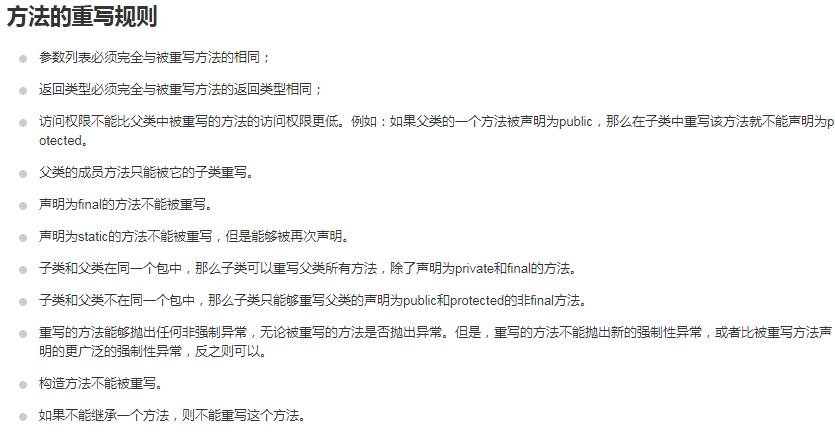 方法的重写规则
参数列表必须完全与被重写方法的相同；
返回类型必须完全与被重写方法的返回类型相同；
访问权限不能比父类中被重写的方法的访问权限更低。例如：如果父类的一个方法被声明为public，那么在子类中重写该方法就不能声明为p
otected。
父类的成员方法只能被它的子类重写。
声明为final的方法不能被重写。
声明为static的方法不能被重写，但是能够被再次声明。
子类和父类在同一个包中，那么子类可以重写父类所有方法，除了声明为private和final的方法。
子类和父类不在同一个包中，那么子类只能够重写父类的声明为public和protected的非final方法。
重写的方法能够抛出任何非强制异常，无论被重写的方法是否抛出异常。但是，重写的方法不能抛出新的强制性异常，或者比被重写方法声
明的更广泛的强制性异常，反之则可以。
构造方法不能被重写。
如果不能继承一个方法，则不能重写这个方法。